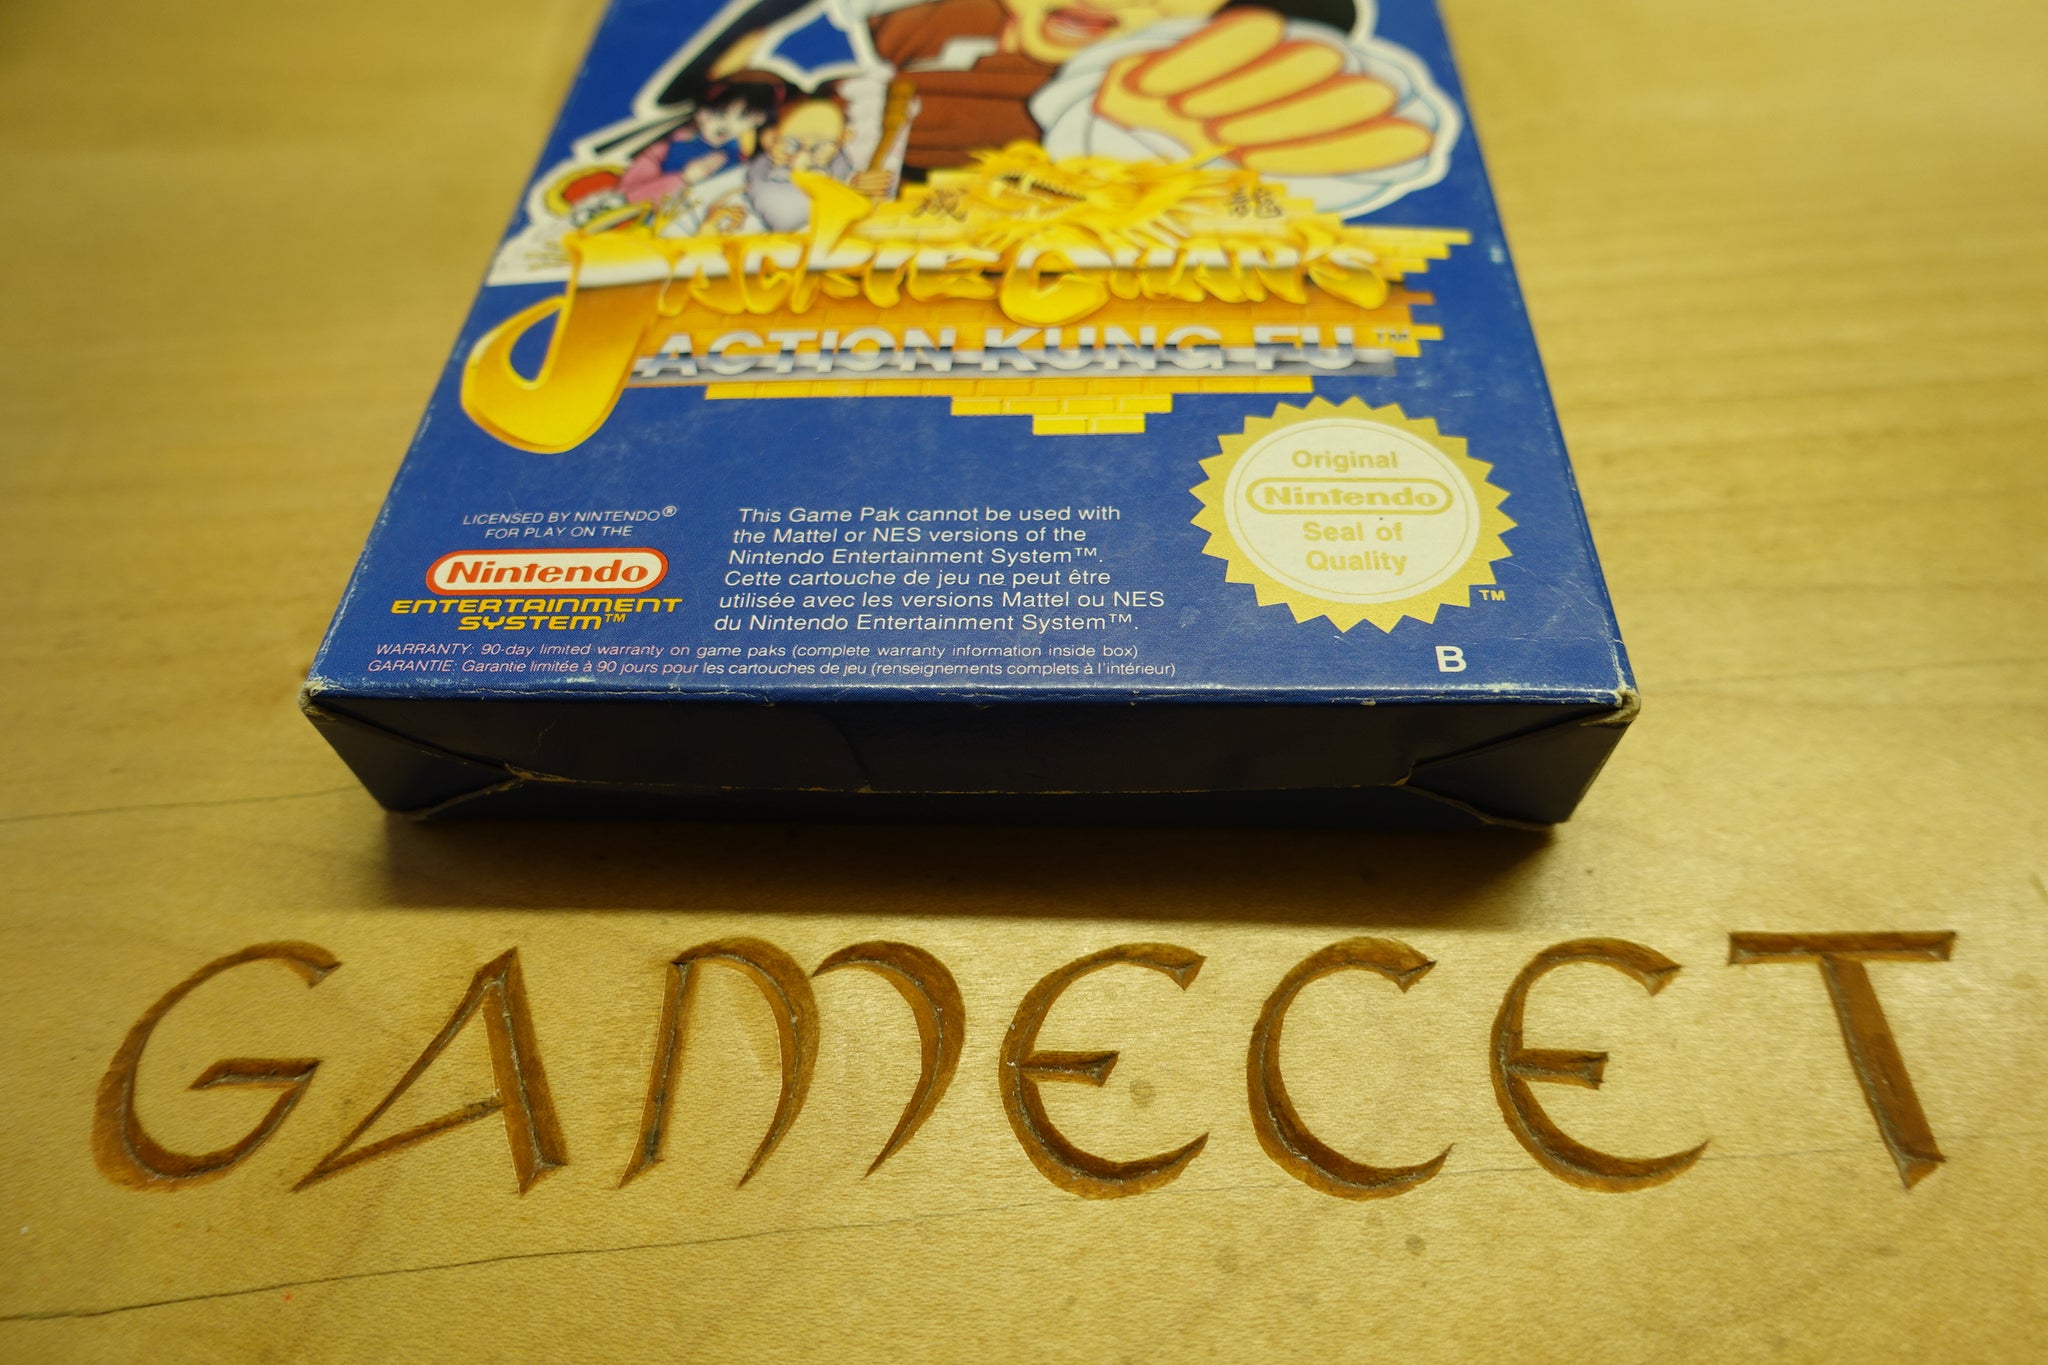 JACKIE CHAN'S
ACTION KUNG FU™
LICENSED BY NINTENDO®
FOR PLAY ON THE
Nintendo
ENTERTAINMENT
SYSTEM™
This Game Pak cannot be used with
the Mattel or NES versions of the
Nintendo Entertainment System™.
Cette cartouche de jeu ne peut être
utilisée avec les versions Mattel ou NES
du Nintendo Entertainment System™.
Original
Nintendo
Seal of
Quality
TM
WARRANTY: 90-day limited warranty on game paks (complete warranty information inside box)
GARANTIE: Garantie limitée à 90 jours pour les cartouches de jeu (renseignements complets à l'intérieur)
B
GAMECET